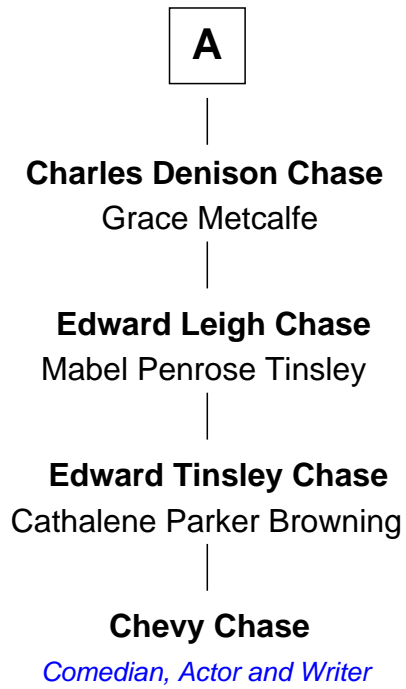 A
Charles Denison Chase
Grace Metcalfe
Edward Leigh Chase
Mabel Penrose Tinsley
Edward Tinsley Chase
Cathalene Parker Browning
Chevy Chase
Comedian, Actor and Writer